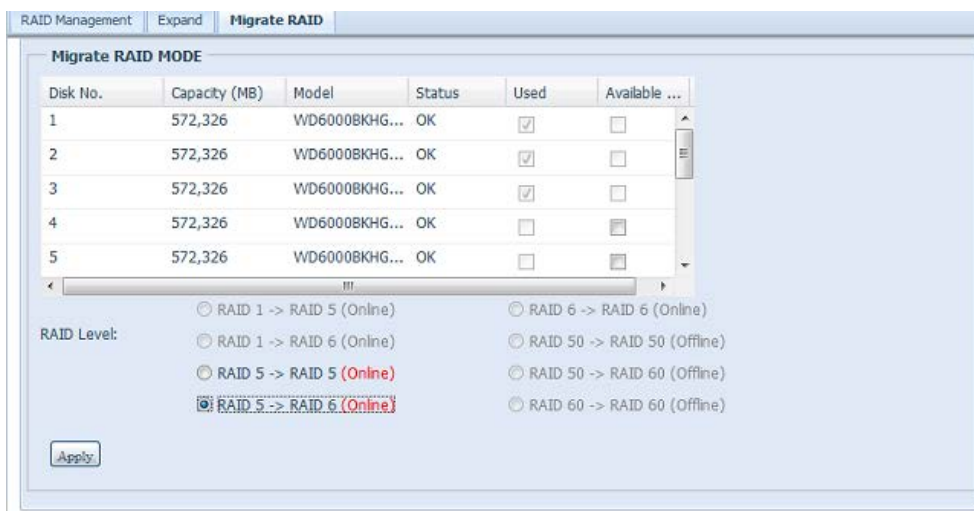 RAID Management Expand Migrate RAID
Migrate RAID MODE
Disk No. Capacity (MB) Model Status Used Available ...
1 572,326 WD6000BKHG... OK
2 572,326 WD6000BKHG... OK
3 572,326 WD6000BKHG... OK
4 572,326 WD6000BKHG... OK
5 572,326 WD6000BKHG... OK
RAID Level:
RAID 1 -> RAID 5 (Online) RAID 6 -> RAID 6 (Online)
RAID 1 -> RAID 6 (Online) RAID 50 -> RAID 50 (Offline)
RAID 5 -> RAID 5 (Online) RAID 50 -> RAID 60 (Offline)
RAID 5 -> RAID 6 (Online) RAID 60 -> RAID 60 (Offline)
Apply